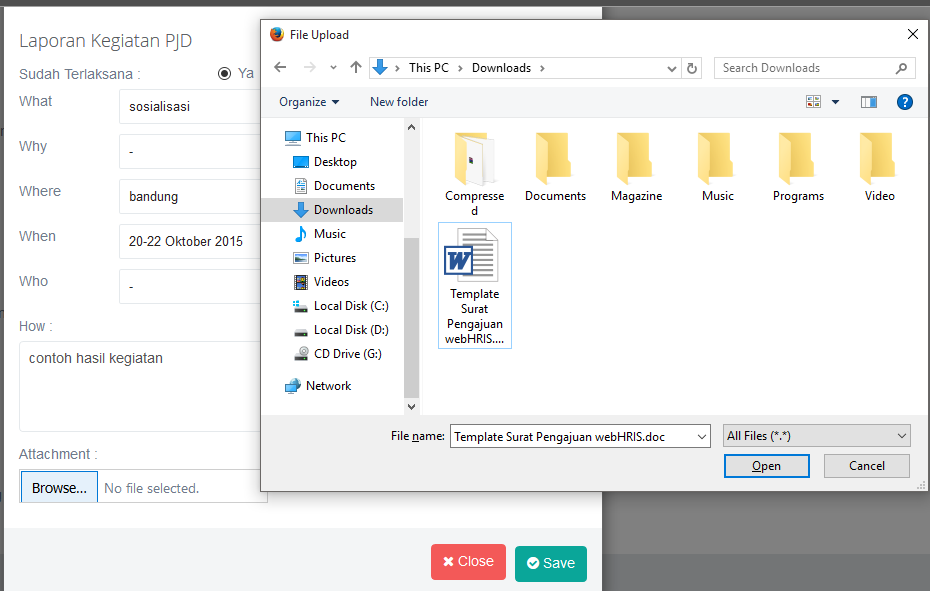 Laporan Kegiatan PJD
Sudah Terlaksana :
Ya
What
sosialisasi
Why
-
Where
bandung
When
20-22 Oktober 2015
Who
-
How :
contoh hasil kegiatan
Attachment :
Browse...
No file selected.
Close
Save
File Upload
This PC
Downloads
Search Downloads
Organize
New folder
This PC
Desktop
Documents
Downloads
Music
Pictures
Videos
Local Disk (C:)
Local Disk (D:)
CD Drive (G:)
Network
Compresse
d
Documents
Magazine
Music
Programs
Video
Template
Surat
Pengajuan
webHRIS....
File name:
Template Surat Pengajuan webHRIS.doc
All Files (*.*)
Open
Cancel